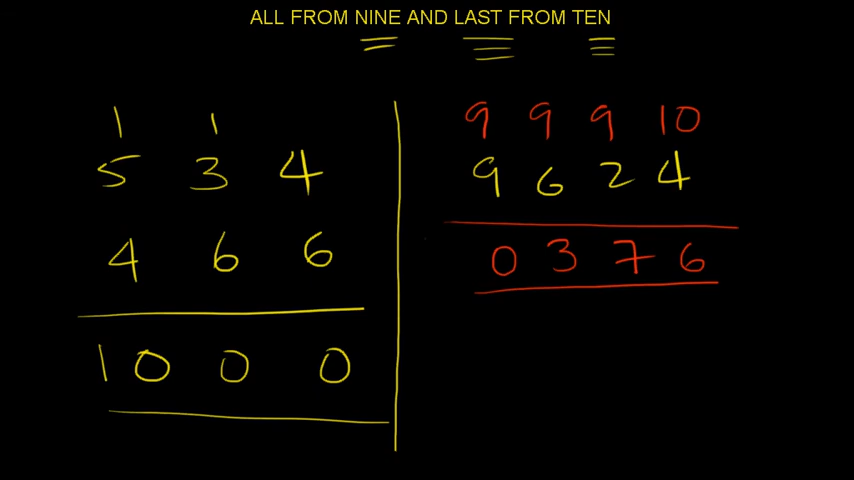 ALL FROM NINE AND LAST FROM TEN
1 1
5 3 4
4 6 6
1 0 0 0
9 9 9 10
9 6 2 4
0 3 7 6